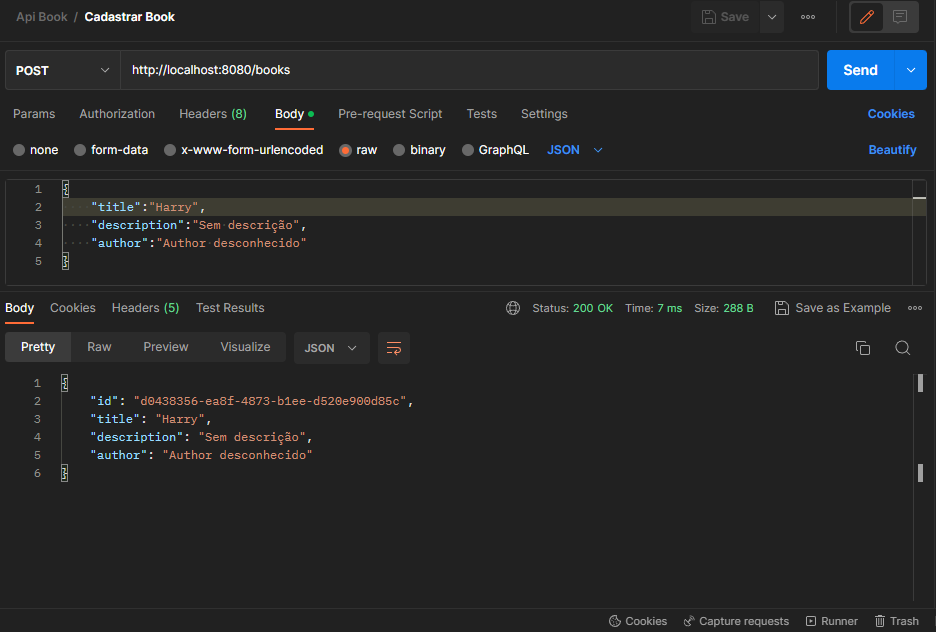 Api Book / Cadastrar Book Save
POST http://localhost:8080/books Send
Params Authorization Headers (8) Body Pre-request Script Tests Settings Cookies
none form-data x-www-form-urlencoded raw binary GraphQL JSON Beautify
1 {
2 "title":"Harry",
3 "description":"Sem descrição",
4 "author":"Author desconhecido"
5 }
Body Cookies Headers (5) Test Results Status: 200 OK Time: 7 ms Size: 288 B Save as Example
Pretty Raw Preview Visualize JSON
1 {
2 "id": "d0438356-ea8f-4873-b1ee-d520e900d85c",
3 "title": "Harry",
4 "description": "Sem descrição",
5 "author": "Author desconhecido"
6 }
Cookies Capture requests Runner Trash